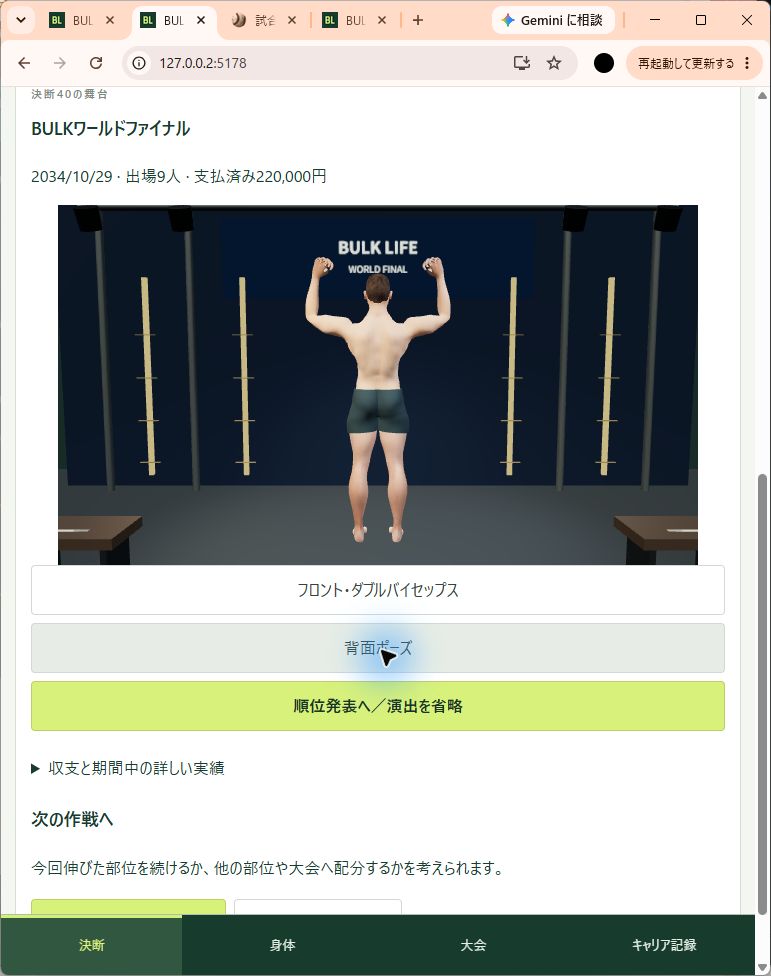 BUL
BUL
試合
BUL
Gemini に相談
127.0.0.2:5178
再起動して更新する
決断40の舞台
BULKワールドファイナル
2034/10/29 · 出場9人 · 支払済み220,000円
BULK LIFE
WORLD FINAL
フロント・ダブルバイセップス
背面ポーズ
順位発表へ／演出を省略
▶ 収支と期間中の詳しい実績
次の作戦へ
今回伸びた部位を続けるか、他の部位や大会へ配分するかを考えられます。
決断
身体
大会
キャリア記録